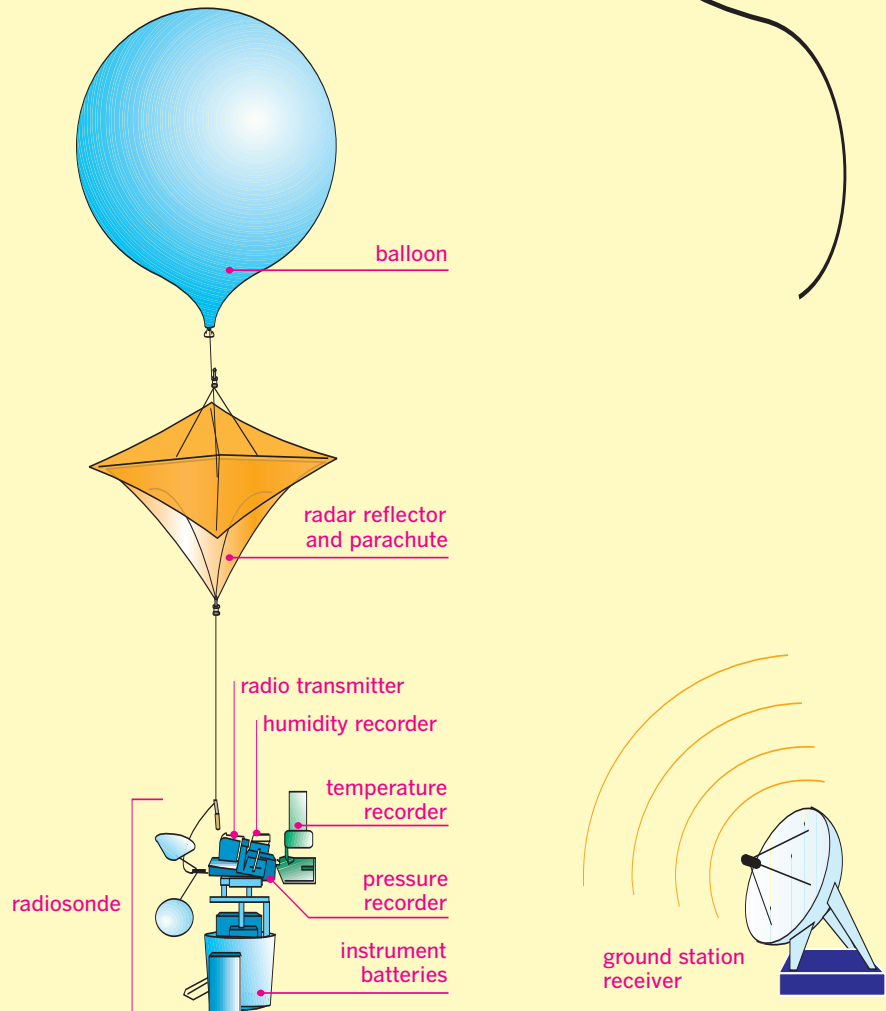 balloon
radar reflector
and parachute
radio transmitter
humidity recorder
temperature
recorder
pressure
recorder
radiosonde
instrument
batteries
ground station
receiver